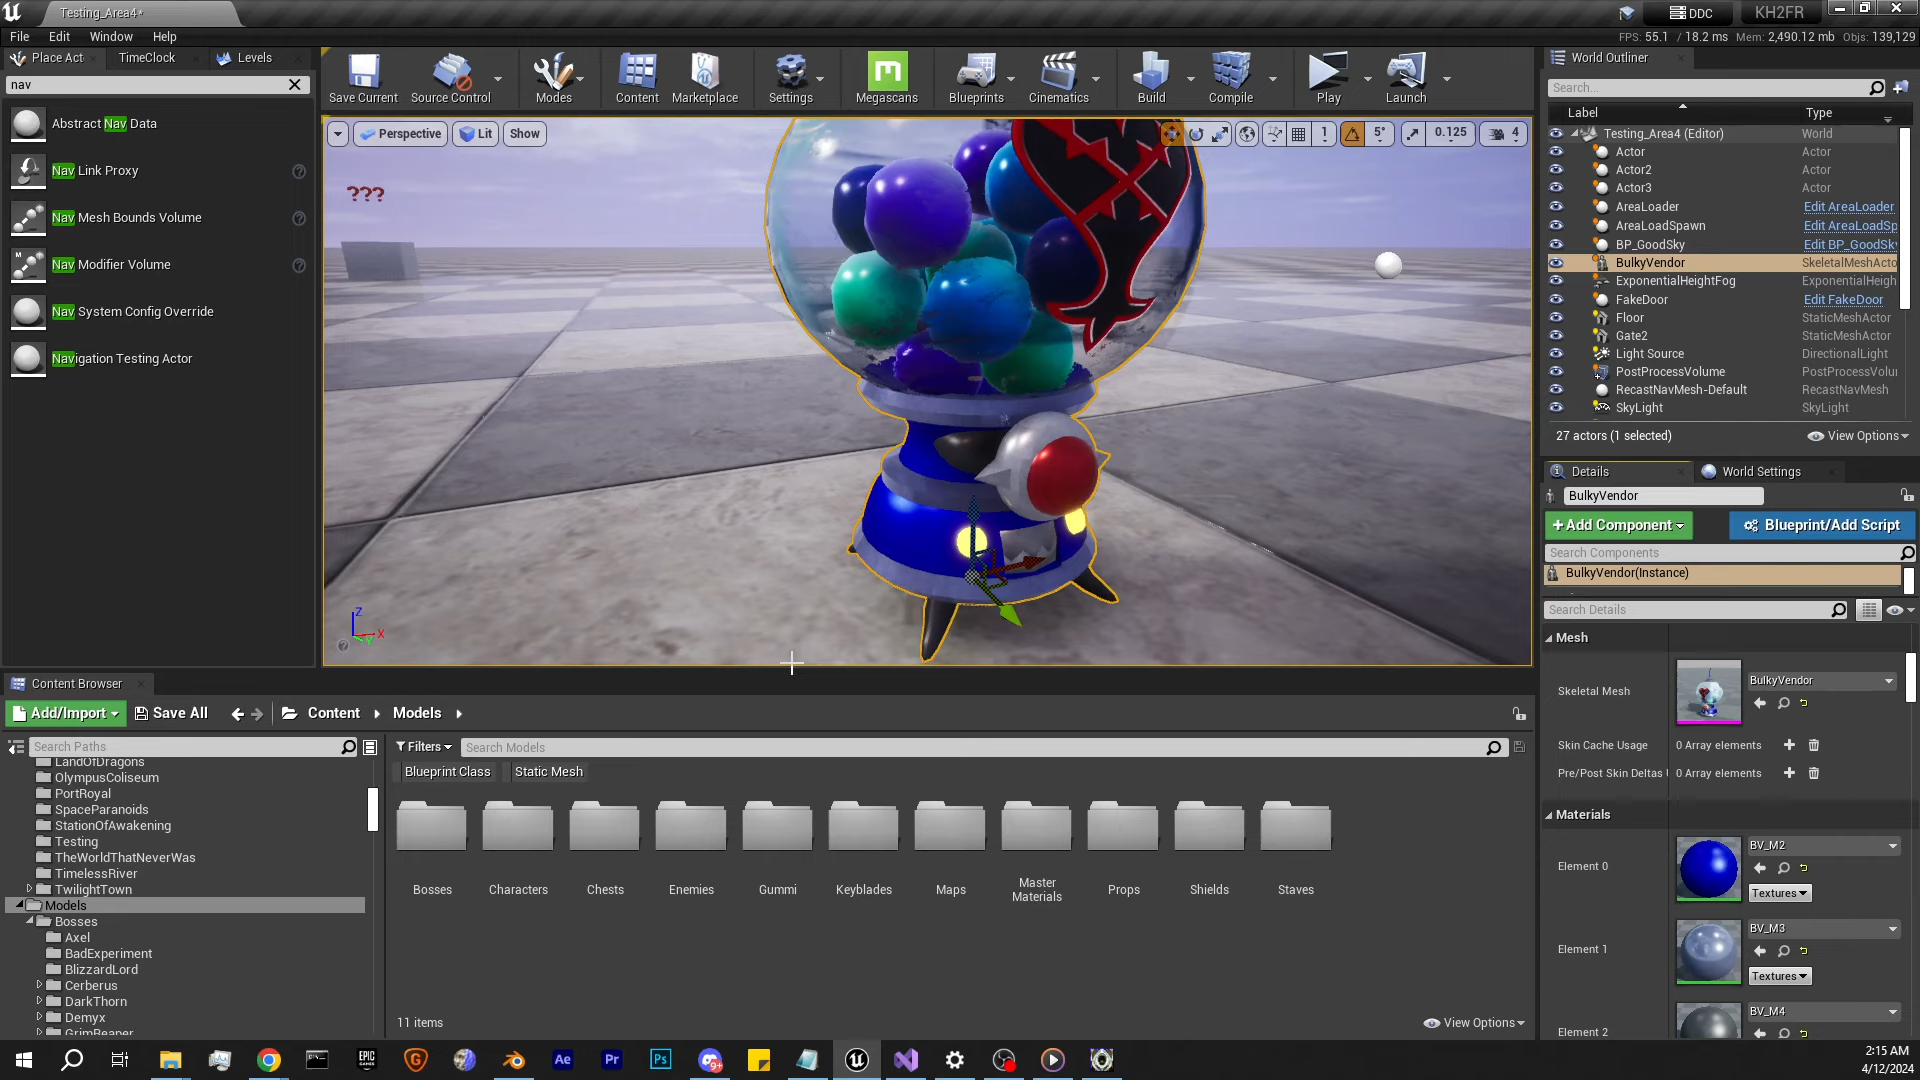 Testing_Area4*
DDC
KH2FR
File Edit Window Help
FPS: 55.1 / 18.2 ms Mem: 2,490.12 mb Objs: 139,129
Place Act
TimeClock
Levels
nav
Abstract Nav Data
Nav Link Proxy
Nav Mesh Bounds Volume
Nav Modifier Volume
Nav System Config Override
Navigation Testing Actor
Save Current
Source Control
Modes
Content
Marketplace
Settings
Megascans
Blueprints
Cinematics
Build
Compile
Play
Launch
Perspective
Lit
Show
1
5°
0.125
4
???
Z
X
World Outliner
Search...
Label Type
Testing_Area4 (Editor) World
Actor Actor
Actor2 Actor
Actor3 Actor
AreaLoader Edit AreaLoader
AreaLoadSpawn Edit AreaLoadSp
BP_GoodSky Edit BP_GoodSky
BulkyVendor SkeletalMeshActo
ExponentialHeightFog ExponentialHeigh
FakeDoor Edit FakeDoor
Floor StaticMeshActor
Gate2 StaticMeshActor
Light Source DirectionalLight
PostProcessVolume PostProcessVolu
RecastNavMesh-Default RecastNavMesh
SkyLight SkyLight
27 actors (1 selected)
View Options
Details
World Settings
BulkyVendor
+Add Component
Blueprint/Add Script
Search Components
BulkyVendor(Instance)
Search Details
Mesh
Skeletal Mesh
BulkyVendor
Skin Cache Usage 0 Array elements
Pre/Post Skin Deltas 0 Array elements
Materials
Element 0
BV_M2
Textures
Element 1
BV_M3
Textures
Element 2
BV_M4
Content Browser
Add/Import
Save All
Content
Models
Search Paths
LandOfDragons
OlympusColiseum
PortRoyal
SpaceParanoids
StationOfAwakening
Testing
TheWorldThatNeverWas
TimelessRiver
TwilightTown
Models
Bosses
Axel
BadExperiment
BlizzardLord
Cerberus
DarkThorn
Demyx
GrimReaper
Filters
Search Models
Blueprint Class
Static Mesh
Bosses
Characters
Chests
Enemies
Gummi
Keyblades
Maps
Master
Materials
Props
Shields
Staves
11 items
View Options
EPIC
GAMES
Ae
Pr
Ps
9+
2:15 AM
4/12/2024